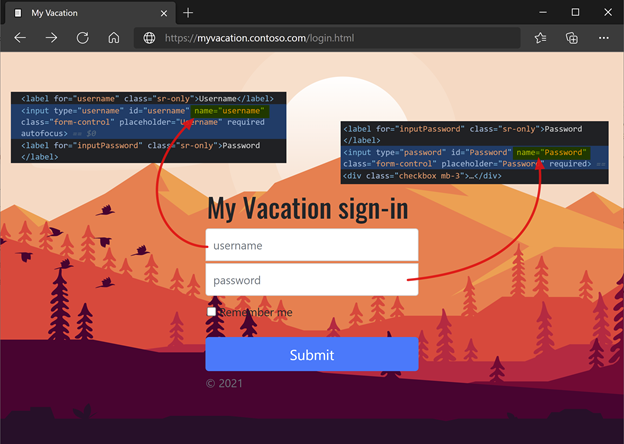 My Vacation
https://myvacation.contoso.com/login.html
<label for="username" class="sr-only">Username</label>
<input type="username" id="username" name="username"
class="form-control" placeholder="Username" required
autofocus> == $0
<label for="inputPassword" class="sr-only">Password
</label>
<label for="inputPassword" class="sr-only">Password
</label>
<input type="password" id="Password" name="Password"
class="form-control" placeholder="Password" required> ==
<div class="checkbox mb-3">…</div>
My Vacation sign-in
username
password
Remember me
Submit
© 2021